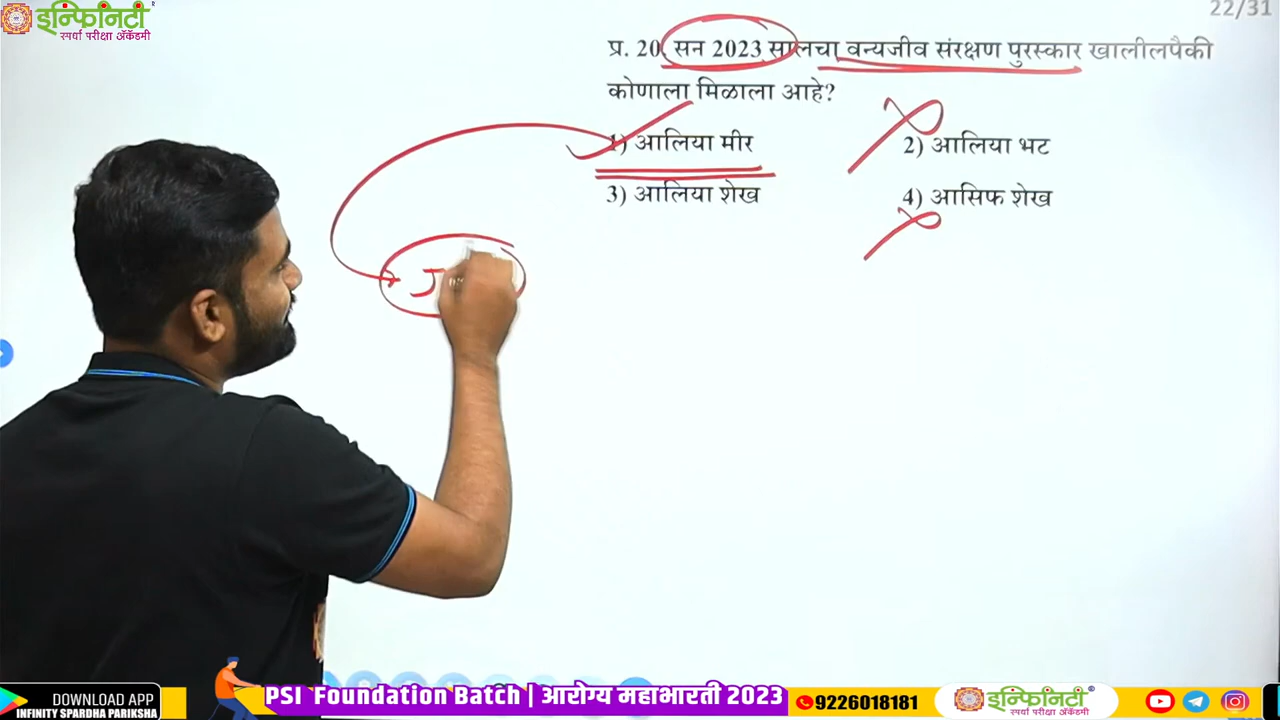 इन्फिनिटी
स्पर्धा परीक्षा अ‍ॅकॅडमी
22/31
प्र. 20 सन 2023 सालचा वन्यजीव संरक्षण पुरस्कार खालीलपैकी
कोणाला मिळाला आहे?
1) आलिया मीर
2) आलिया भट
3) आलिया शेख
4) आसिफ शेख
J
DOWNLOAD APP
INFINITY SPARDHA PARIKSHA
PSI Foundation Batch | आरोग्य महाभारती 2023
9226018181
इन्फिनिटी
स्पर्धा परीक्षा अ‍ॅकॅडमी